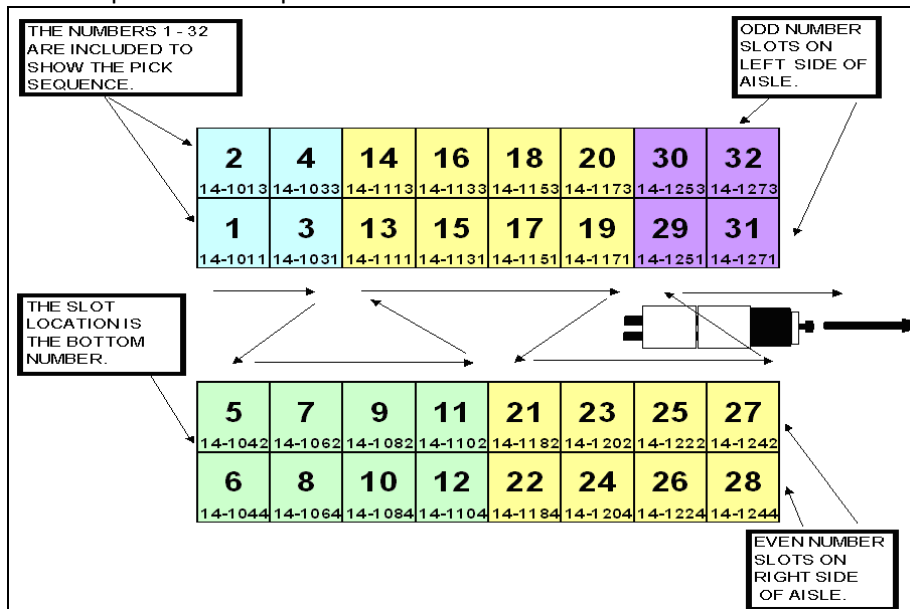 THE NUMBERS 1 - 32
ARE INCLUDED TO
SHOW THE PICK
SEQUENCE.
ODD NUMBER
SLOTS ON
LEFT SIDE OF
AISLE.
2 4 14 16 18 20 30 32
14-1013 14-1033 14-1113 14-1133 14-1153 14-1173 14-1253 14-1273
1 3 13 15 17 19 29 31
14-1011 14-1031 14-1111 14-1131 14-1151 14-1171 14-1251 14-1271
THE SLOT
LOCATION IS
THE BOTTOM
NUMBER.
5 7 9 11 21 23 25 27
14-1042 14-1062 14-1082 14-1102 14-1182 14-1202 14-1222 14-1242
6 8 10 12 22 24 26 28
14-1044 14-1064 14-1084 14-1104 14-1184 14-1204 14-1224 14-1244
EVEN NUMBER
SLOTS ON
RIGHT SIDE
OF AISLE.